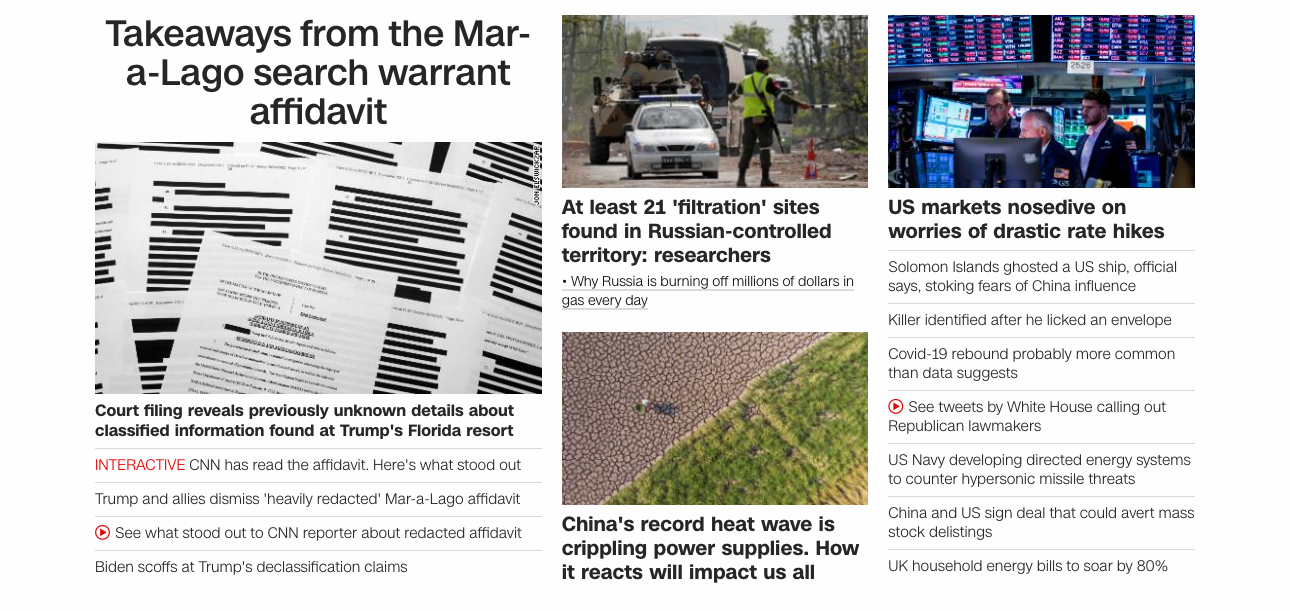 Takeaways from the Mar-
a-Lago search warrant
affidavit
Court filing reveals previously unknown details about
classified information found at Trump's Florida resort
INTERACTIVE CNN has read the affidavit. Here's what stood out
Trump and allies dismiss 'heavily redacted' Mar-a-Lago affidavit
See what stood out to CNN reporter about redacted affidavit
Biden scoffs at Trump's declassification claims
At least 21 'filtration' sites
found in Russian-controlled
territory: researchers
• Why Russia is burning off millions of dollars in
gas every day
China's record heat wave is
crippling power supplies. How
it reacts will impact us all
2526
US markets nosedive on
worries of drastic rate hikes
Solomon Islands ghosted a US ship, official
says, stoking fears of China influence
Killer identified after he licked an envelope
Covid-19 rebound probably more common
than data suggests
See tweets by White House calling out
Republican lawmakers
US Navy developing directed energy systems
to counter hypersonic missile threats
China and US sign deal that could avert mass
stock delistings
UK household energy bills to soar by 80%